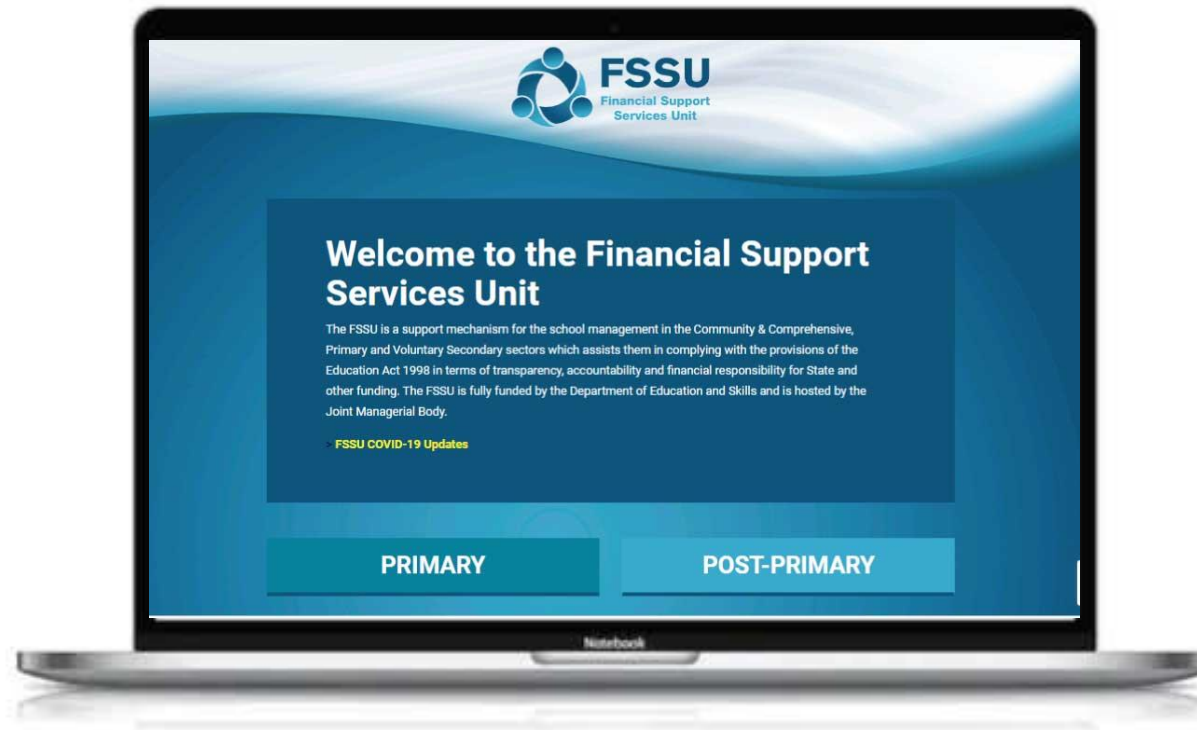 FSSU
Financial Support
Services Unit
Welcome to the Financial Support
Services Unit
The FSSU is a support mechanism for the school management in the Community & Comprehensive,
Primary and Voluntary Secondary sectors which assists them in complying with the provisions of the
Education Act 1998 in terms of transparency, accountability and financial responsibility for State and
other funding. The FSSU is fully funded by the Department of Education and Skills and is hosted by the
Joint Managerial Body.
> FSSU COVID-19 Updates
PRIMARY
POST-PRIMARY
Notebook